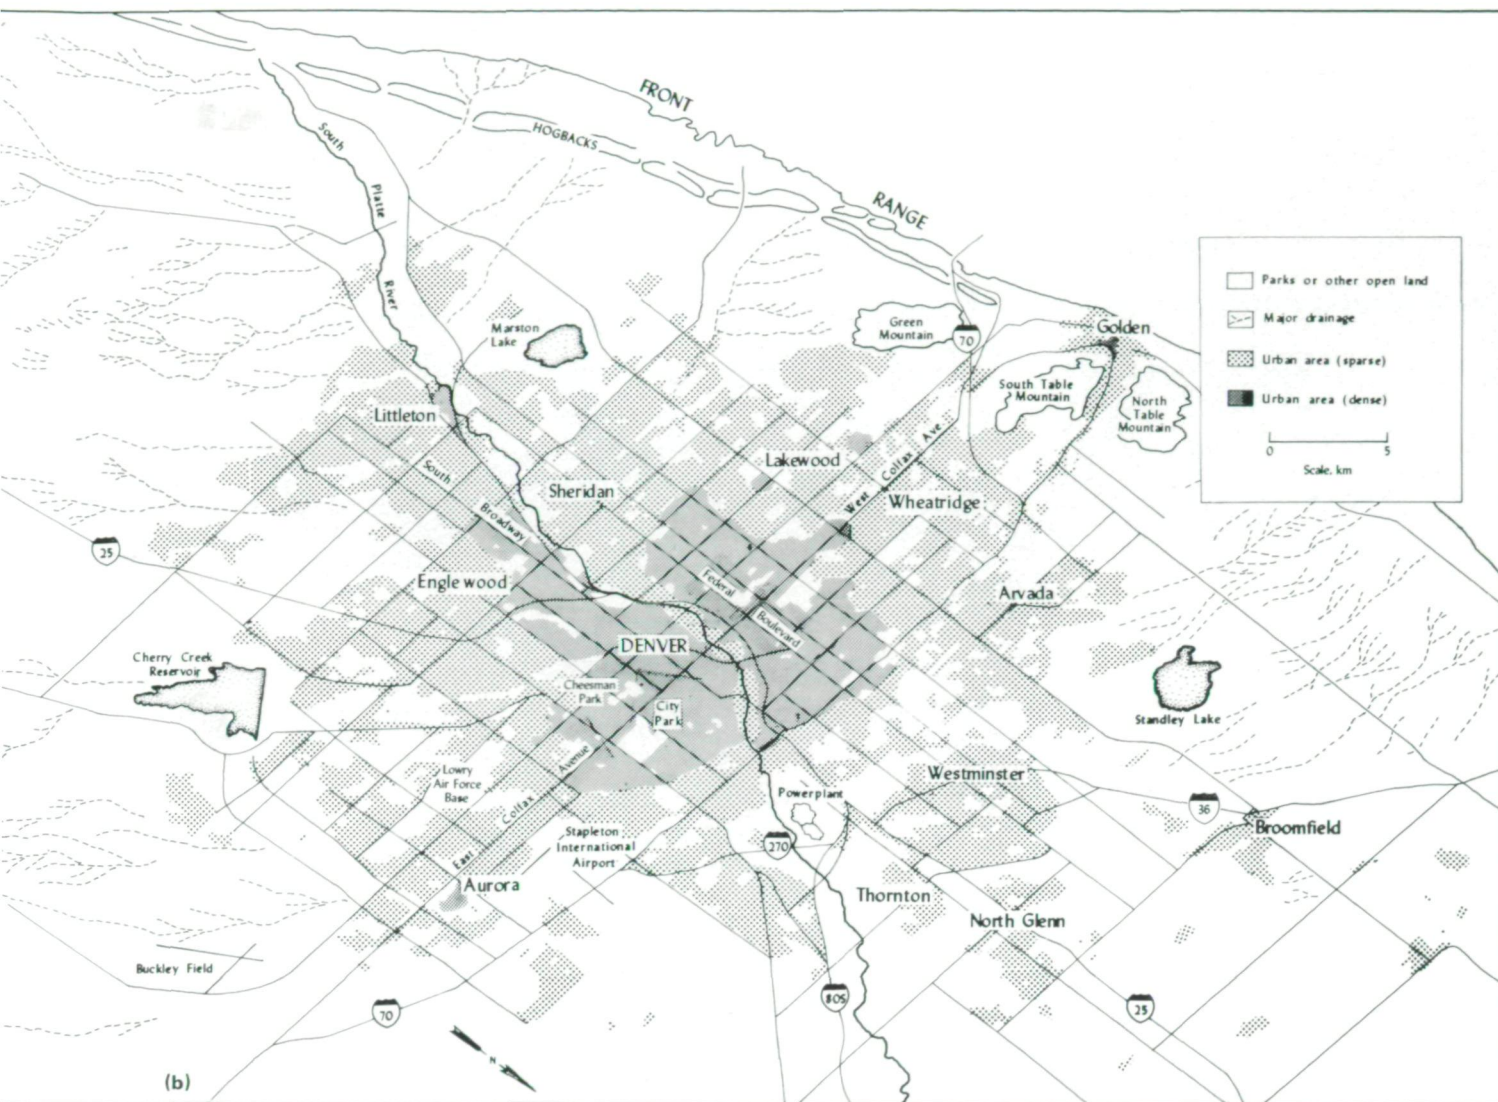 FRONT
HOGBACKS
RANGE
South
Platte
River
Marston
Lake
Green
Mountain
70
Golden
South Table
Mountain
North
Table
Mountain
Parks or other open land
Major drainage
Urban area (sparse)
Urban area (dense)
0 5
Scale, km
Littleton
Lakewood
West Colfax Ave.
South Broadway
Sheridan
Wheatridge
25
Englewood
Federal Boulevard
Arvada
DENVER
Cherry Creek
Reservoir
Cheesman
Park
City
Park
Standley Lake
Lowry
Air Force
Base
East Colfax Avenue
Westminster
Powerplant
36
Broomfield
Stapleton
International
Airport
270
Aurora
Thornton
North Glenn
Buckley Field
70
805
25
N
(b)